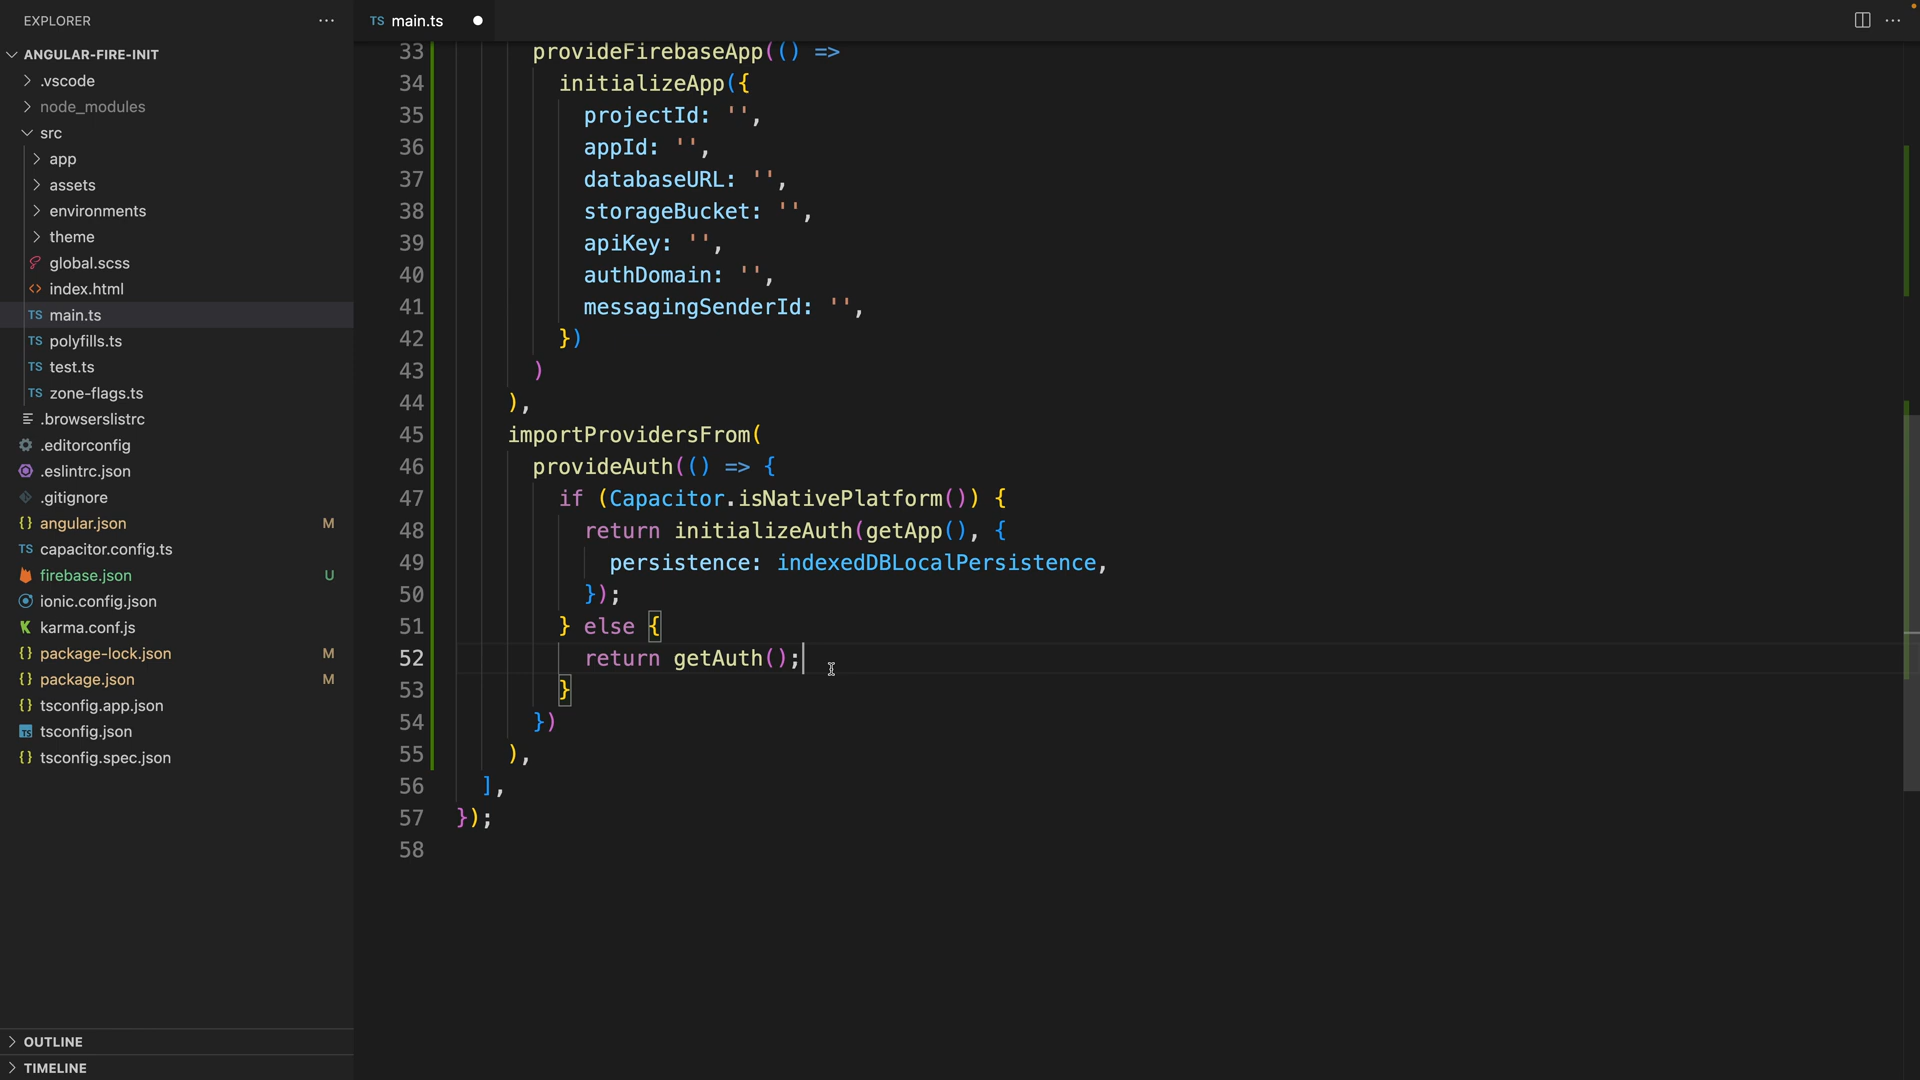 EXPLORER
ANGULAR-FIRE-INIT
.vscode
node_modules
src
app
assets
environments
theme
global.scss
index.html
TS main.ts
TS polyfills.ts
TS test.ts
TS zone-flags.ts
.browserslistrc
.editorconfig
.eslintrc.json
.gitignore
{} angular.json M
TS capacitor.config.ts
firebase.json U
ionic.config.json
karma.conf.js
{} package-lock.json M
{} package.json M
{} tsconfig.app.json
TS tsconfig.json
{} tsconfig.spec.json
OUTLINE
TIMELINE
TS main.ts
33 provideFirebaseApp(() =>
34 initializeApp({
35 projectId: '',
36 appId: '',
37 databaseURL: '',
38 storageBucket: '',
39 apiKey: '',
40 authDomain: '',
41 messagingSenderId: '',
42 })
43 )
44 ),
45 importProvidersFrom(
46 provideAuth(() => {
47 if (Capacitor.isNativePlatform()) {
48 return initializeAuth(getApp(), {
49 persistence: indexedDBLocalPersistence,
50 });
51 } else {
52 return getAuth();
53 }
54 })
55 ),
56 ],
57 });
58